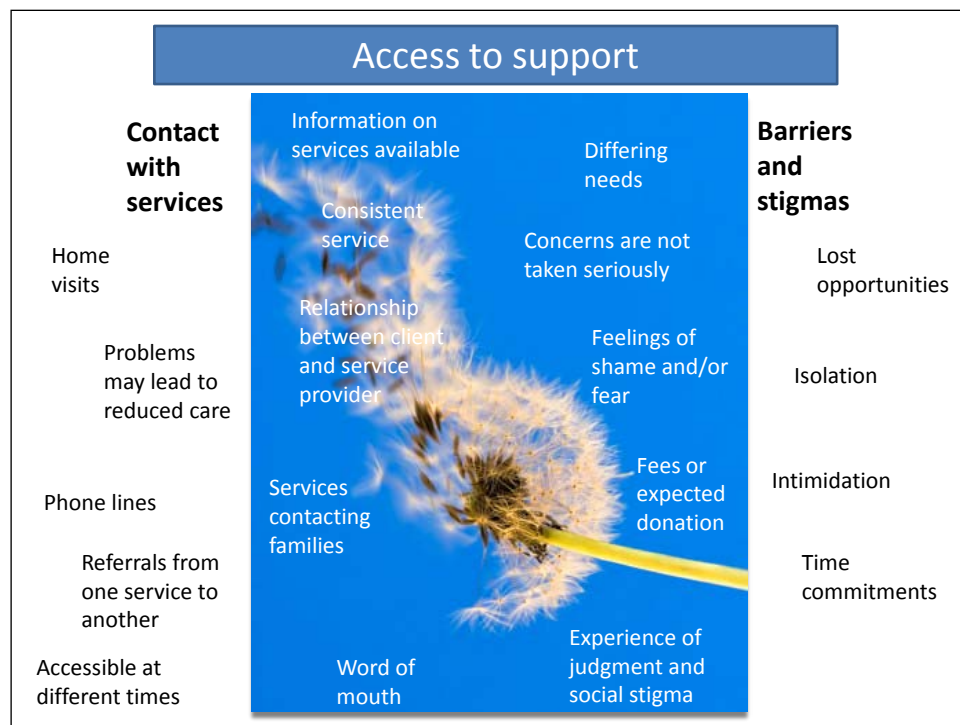 Access to support
Contact
with
services
Home
visits
Problems
may lead to
reduced care
Phone lines
Referrals from
one service to
another
Accessible at
different times
Information on
services available
Consistent
service
Relationship
between client
and service
provider
Services
contacting
families
Word of
mouth
Differing
needs
Concerns are not
taken seriously
Feelings of
shame and/or
fear
Fees or
expected
donation
Experience of
judgment and
social stigma
Barriers
and
stigmas
Lost
opportunities
Isolation
Intimidation
Time
commitments